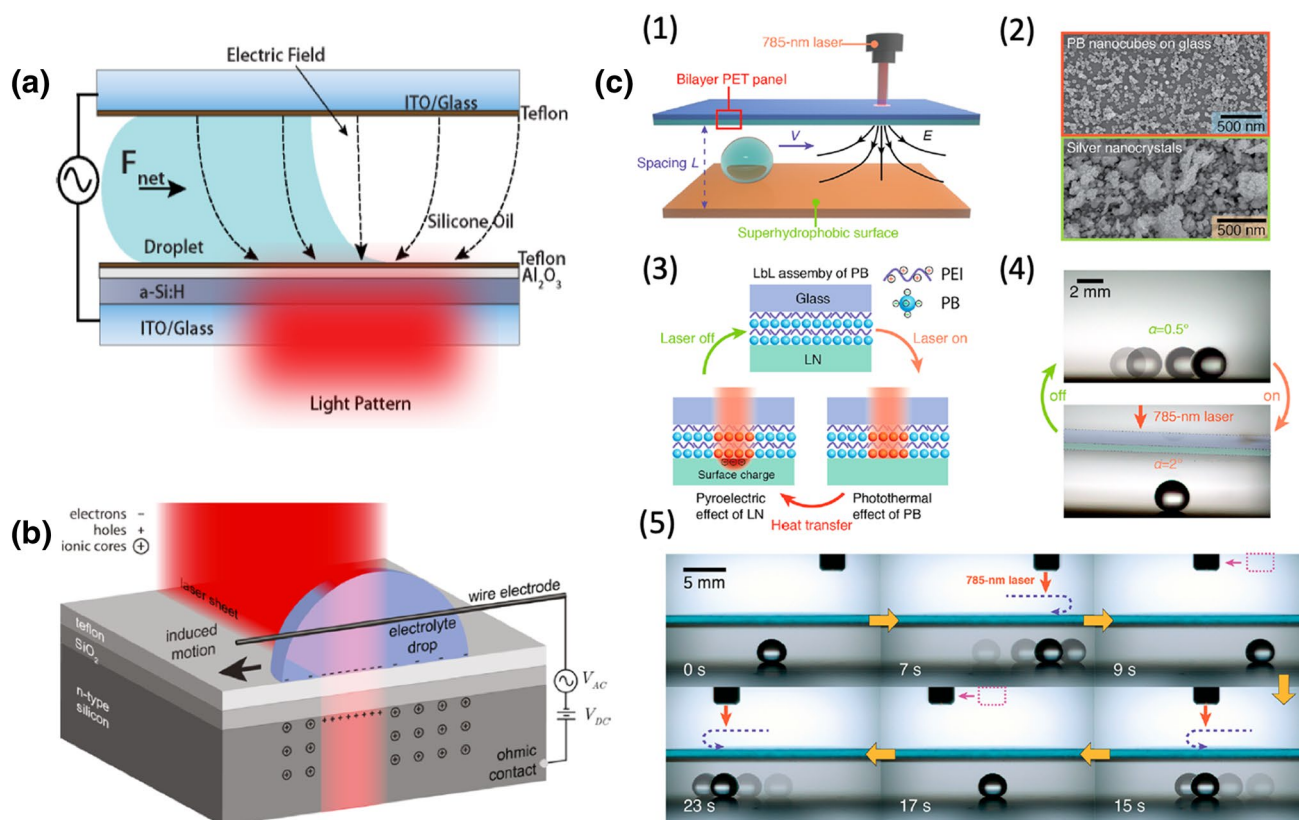 (a)
Electric Field
ITO/Glass
Teflon
F net
Silicone Oil
Droplet
Teflon
Al2O3
a-Si:H
ITO/Glass
Light Pattern
(b)
electrons −
holes +
ionic cores ⊕
laser sheet
wire electrode
teflon
induced
motion
electrolyte
drop
SiO2
n-type
silicon
VAC
VDC
ohmic
contact
(c)
(1)
785-nm laser
Bilayer PET panel
V
E
Spacing L
Superhydrophobic surface
(2)
PB nanocubes on glass
500 nm
Silver nanocrystals
500 nm
(3)
LbL assemby of PB
PEI
Glass
PB
Laser off
Laser on
LN
Surface charge
Pyroelectric
effect of LN
Photothermal
effect of PB
Heat transfer
(4)
2 mm
α=0.5°
off
on
785-nm laser
α=2°
(5)
5 mm
785-nm laser
0 s
7 s
9 s
23 s
17 s
15 s